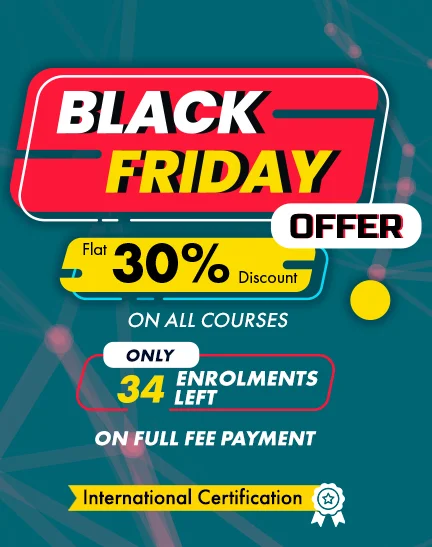 BLACK
FRIDAY
OFFER
Flat 30% Discount
ON ALL COURSES
ONLY
34 ENROLMENTS
LEFT
ON FULL FEE PAYMENT
International Certification